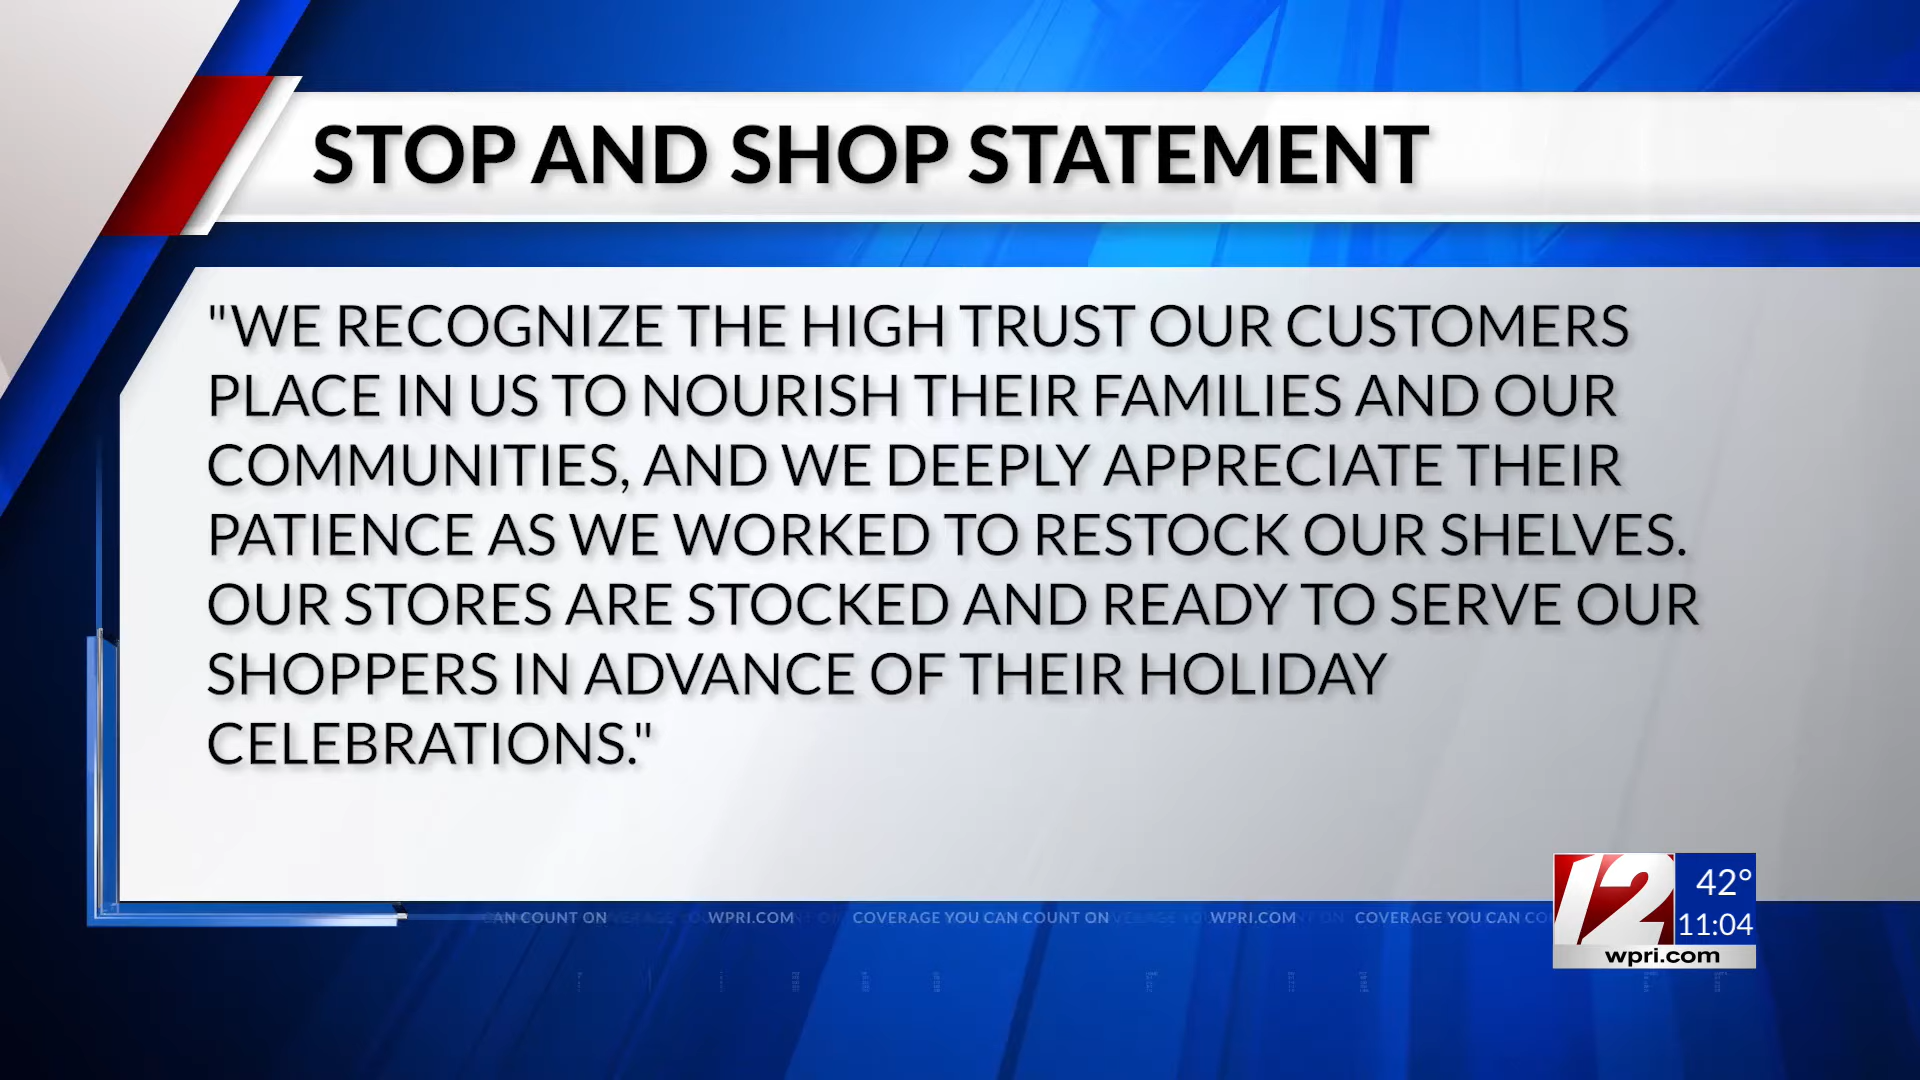 STOP AND SHOP STATEMENT
"WE RECOGNIZE THE HIGH TRUST OUR CUSTOMERS
PLACE IN US TO NOURISH THEIR FAMILIES AND OUR
COMMUNITIES, AND WE DEEPLY APPRECIATE THEIR
PATIENCE AS WE WORKED TO RESTOCK OUR SHELVES.
OUR STORES ARE STOCKED AND READY TO SERVE OUR
SHOPPERS IN ADVANCE OF THEIR HOLIDAY
CELEBRATIONS."
12
42°
11:04
wpri.com
AN COUNT ON WPRI.COM COVERAGE YOU CAN COUNT ON WPRI.COM COVERAGE YOU CAN CO